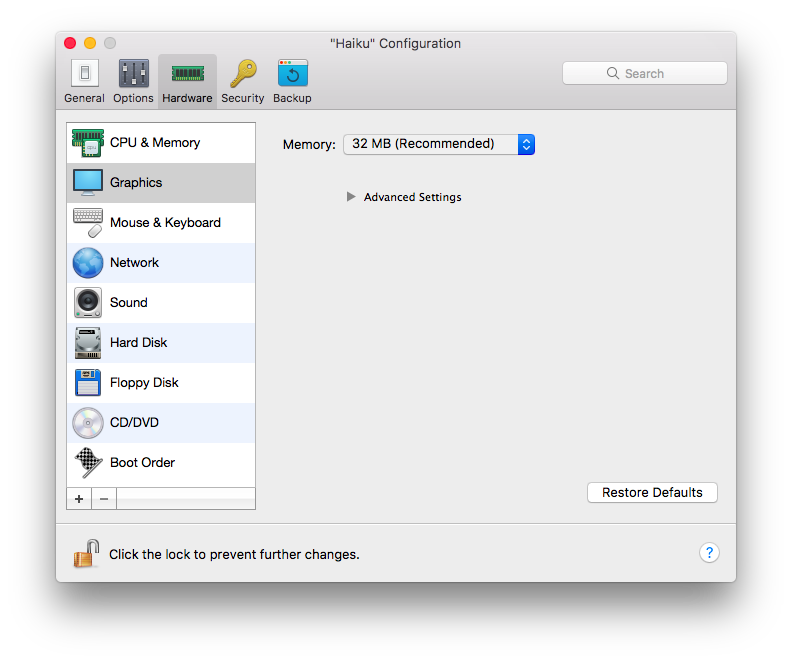 "Haiku" Configuration
General Options Hardware Security Backup
Search
CPU & Memory
Graphics
Mouse & Keyboard
Network
Sound
Hard Disk
Floppy Disk
CD/DVD
Boot Order
+ −
Memory: 32 MB (Recommended)
Advanced Settings
Restore Defaults
Click the lock to prevent further changes.
?